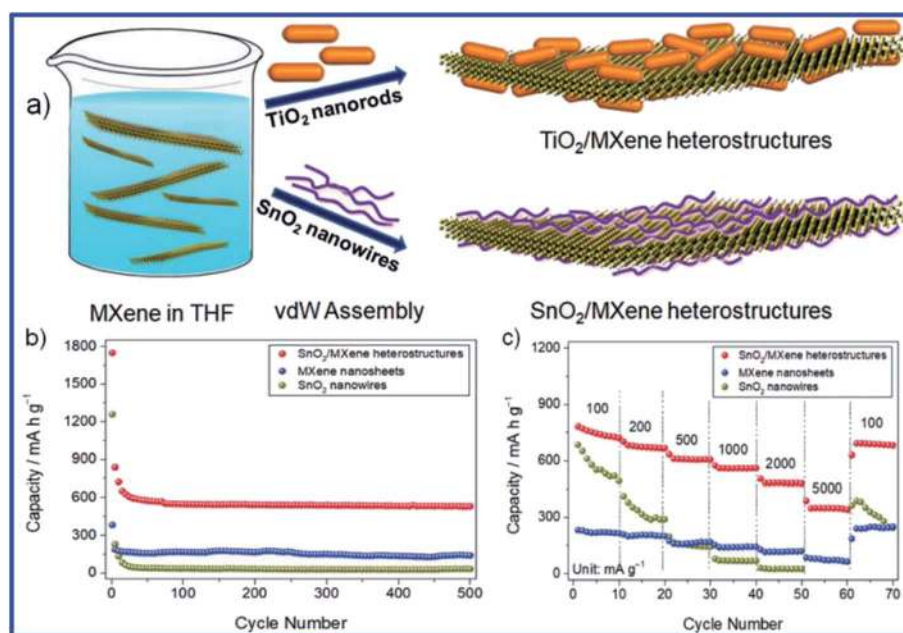 a)
TiO₂ nanorods
TiO₂/MXene heterostructures
SnO₂ nanowires
MXene in THF
vdW Assembly
SnO₂/MXene heterostructures
b)
1800
1500
1200
900
600
300
0
Capacity / mA h g⁻¹
SnO₂/MXene heterostructures
MXene nanosheets
SnO₂ nanowires
0
100
200
300
400
500
Cycle Number
c)
1200
900
600
300
0
Capacity / mA h g⁻¹
SnO₂/MXene heterostructures
MXene nanosheets
SnO₂ nanowires
100
200
500
1000
2000
5000
100
Unit: mA g⁻¹
0
10
20
30
40
50
60
70
Cycle Number